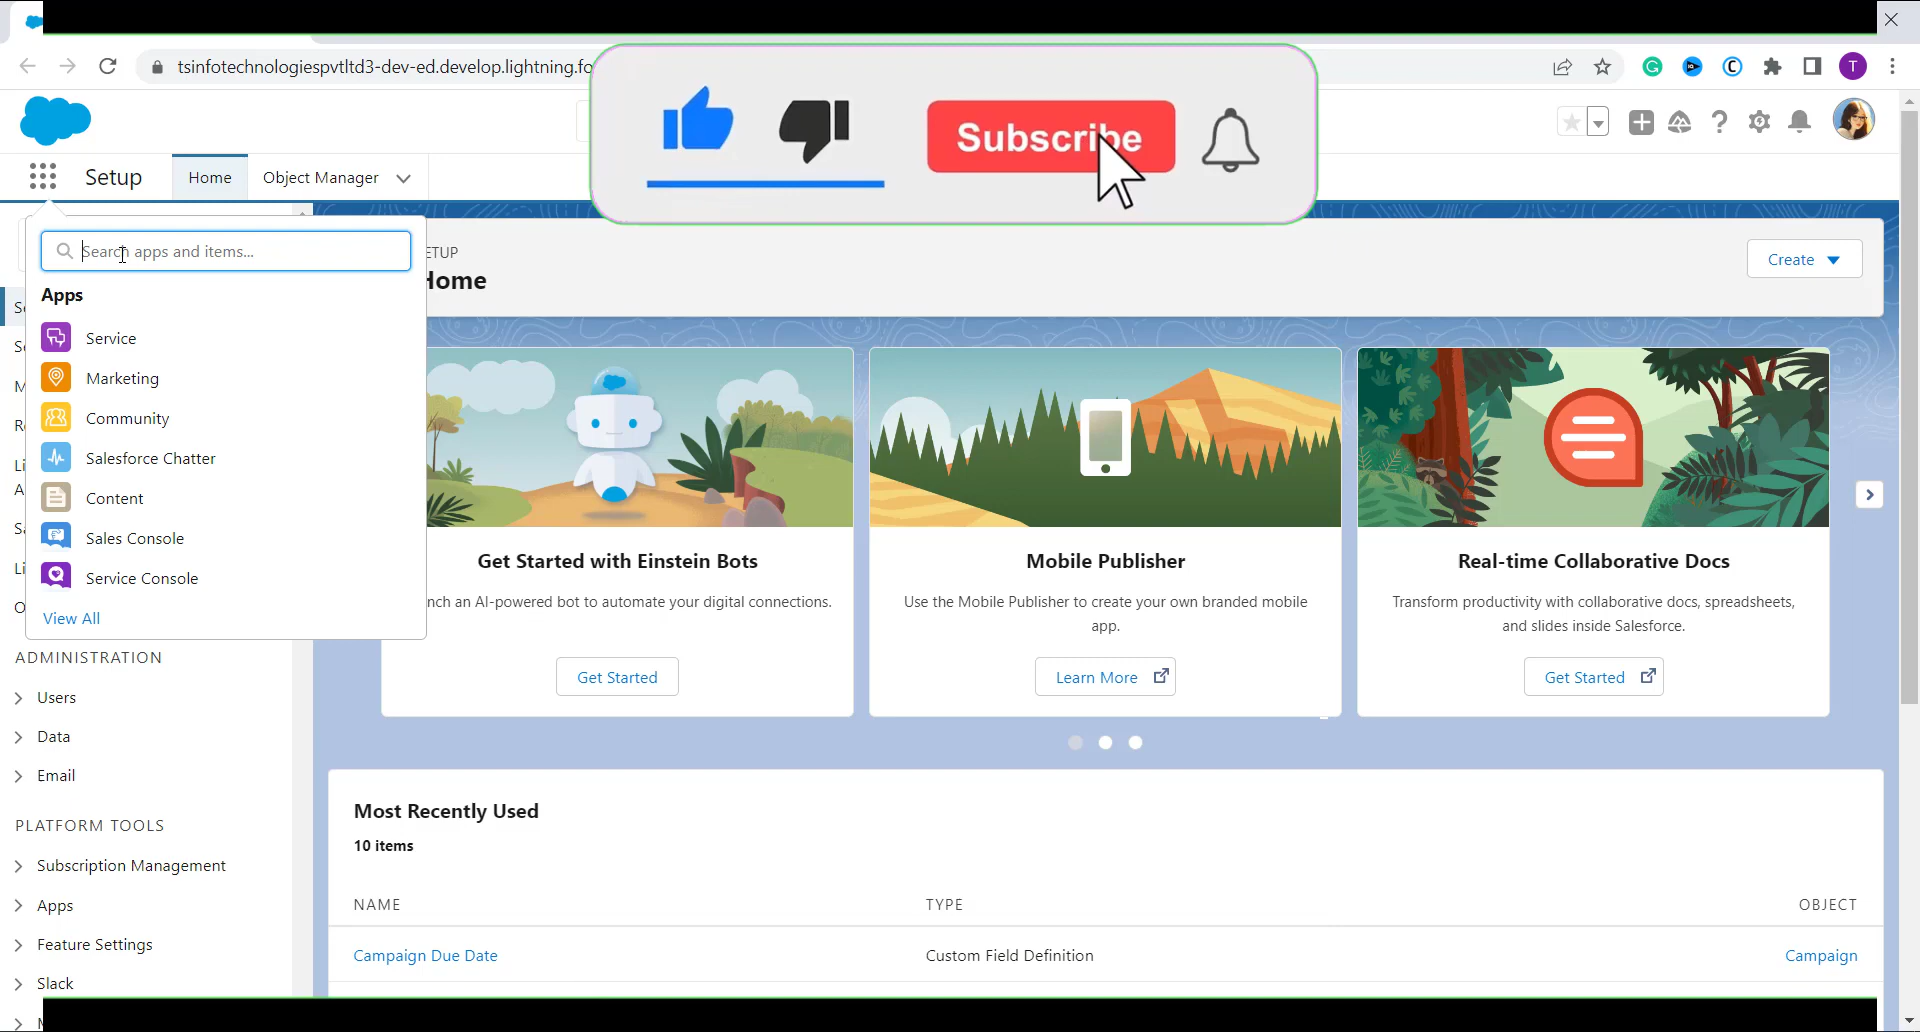 tsinfotechnologiespvtltd3-dev-ed.develop.lightning.fo
T
Subscribe
Setup
Home
Object Manager
Search apps and items...
Apps
Service
Marketing
Community
Salesforce Chatter
Content
Sales Console
Service Console
View All
ETUP
Home
Create
Get Started with Einstein Bots
nch an AI-powered bot to automate your digital connections.
Get Started
Mobile Publisher
Use the Mobile Publisher to create your own branded mobile
app.
Learn More
Real-time Collaborative Docs
Transform productivity with collaborative docs, spreadsheets,
and slides inside Salesforce.
Get Started
ADMINISTRATION
Users
Data
Email
PLATFORM TOOLS
Subscription Management
Apps
Feature Settings
Slack
Most Recently Used
10 items
NAME TYPE OBJECT
Campaign Due Date Custom Field Definition Campaign